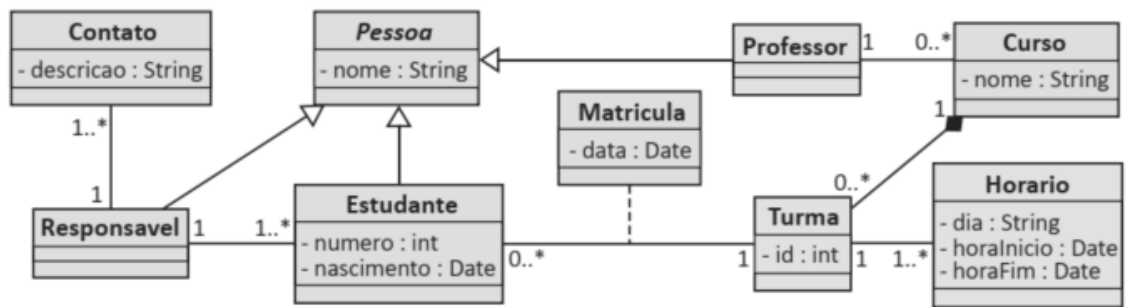 Contato
- descricao : String
Pessoa
- nome : String
Professor
1
0..*
Curso
- nome : String
Matricula
- data : Date
1..*
1
1
0..*
Responsavel
1
1..*
Estudante
- numero : int
- nascimento : Date
0..*
1
Turma
- id : int
1
1..*
Horario
- dia : String
- horaInicio : Date
- horaFim : Date